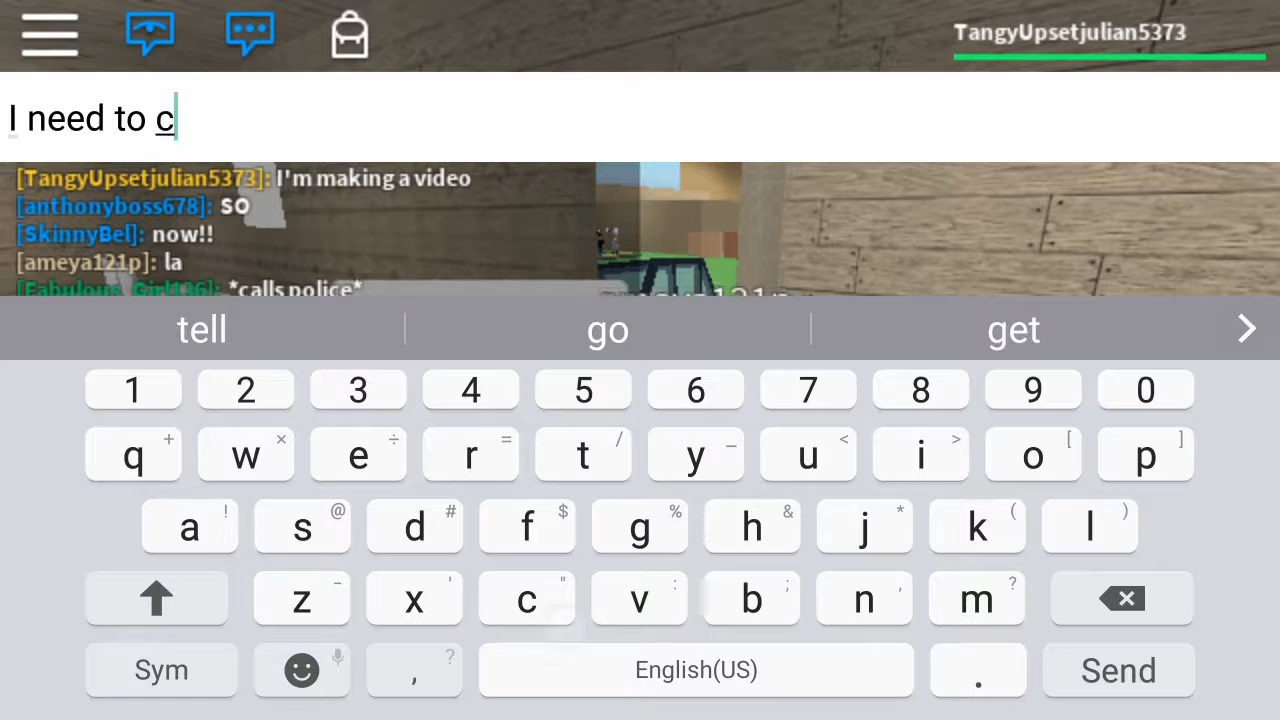 TangyUpsetjulian5373
I need to c
[TangyUpsetjulian5373]: I'm making a video
[anthonyboss678]: SO
[SkinnyBel]: now!!
[ameya121p]: la
[Fabulous_Girl136]: *calls police*
tell go get
1 2 3 4 5 6 7 8 9 0
q + w × e ÷ r = t / y _ u < i > o [ p ]
a ! s @ d # f $ g % h & j * k ( l )
z - x ' c " v : b ; n , m ?
Sym , ? English(US) . Send